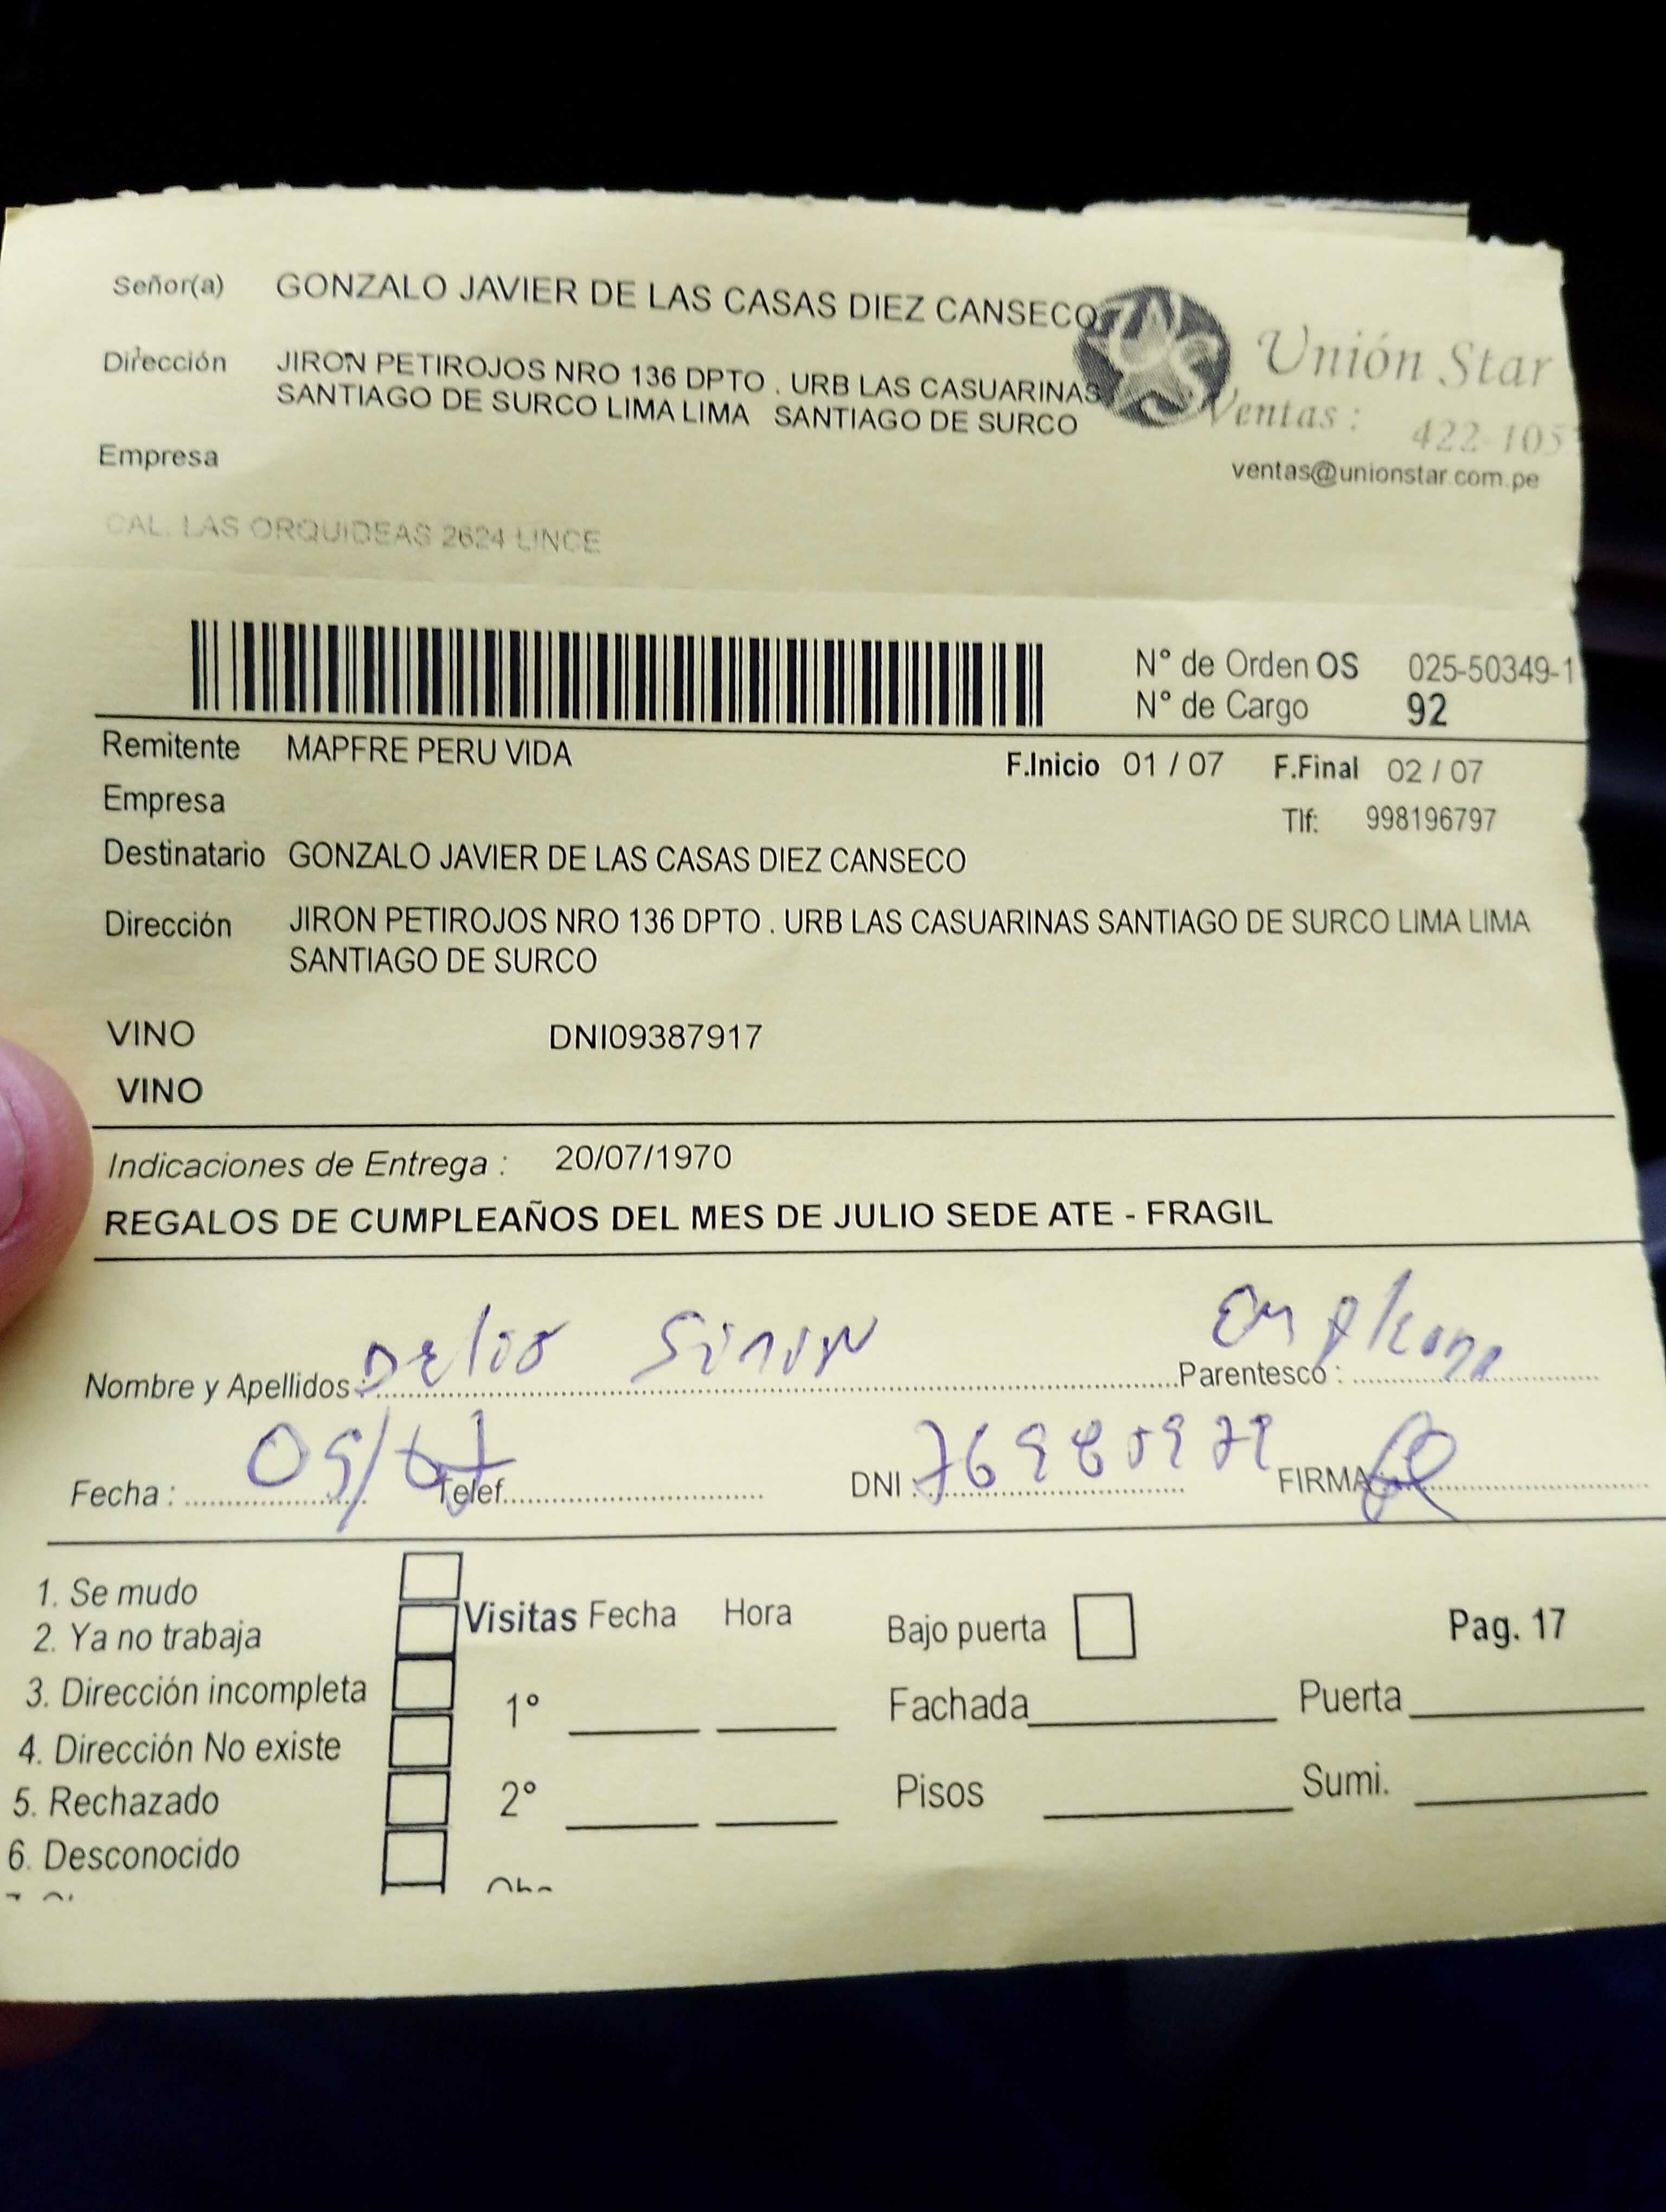 Señor(a) GONZALO JAVIER DE LAS CASAS DIEZ CANSECO
Dirección JIRON PETIROJOS NRO 136 DPTO . URB LAS CASUARINAS
SANTIAGO DE SURCO LIMA LIMA SANTIAGO DE SURCO
Unión Star
Ventas :
422-105
ventas@unionstar.com.pe
Empresa
CAL. LAS ORQUIDEAS 2624 LINCE
N° de Orden OS 025-50349-1
N° de Cargo 92
Remitente MAPFRE PERU VIDA F.Inicio 01 / 07 F.Final 02 / 07
Empresa Tlf: 998196797
Destinatario GONZALO JAVIER DE LAS CASAS DIEZ CANSECO
Dirección JIRON PETIROJOS NRO 136 DPTO . URB LAS CASUARINAS SANTIAGO DE SURCO LIMA LIMA
SANTIAGO DE SURCO
VINO DNI09387917
VINO
Indicaciones de Entrega : 20/07/1970
REGALOS DE CUMPLEAÑOS DEL MES DE JULIO SEDE ATE - FRAGIL
Nombre y Apellidos: Parentesco :
Fecha : Telef. DNI : FIRMA :
1. Se mudo
2. Ya no trabaja
3. Dirección incompleta
4. Dirección No existe
5. Rechazado
6. Desconocido
Visitas Fecha Hora
1°
2°
Bajo puerta Pag. 17
Fachada Puerta
Pisos Sumi.